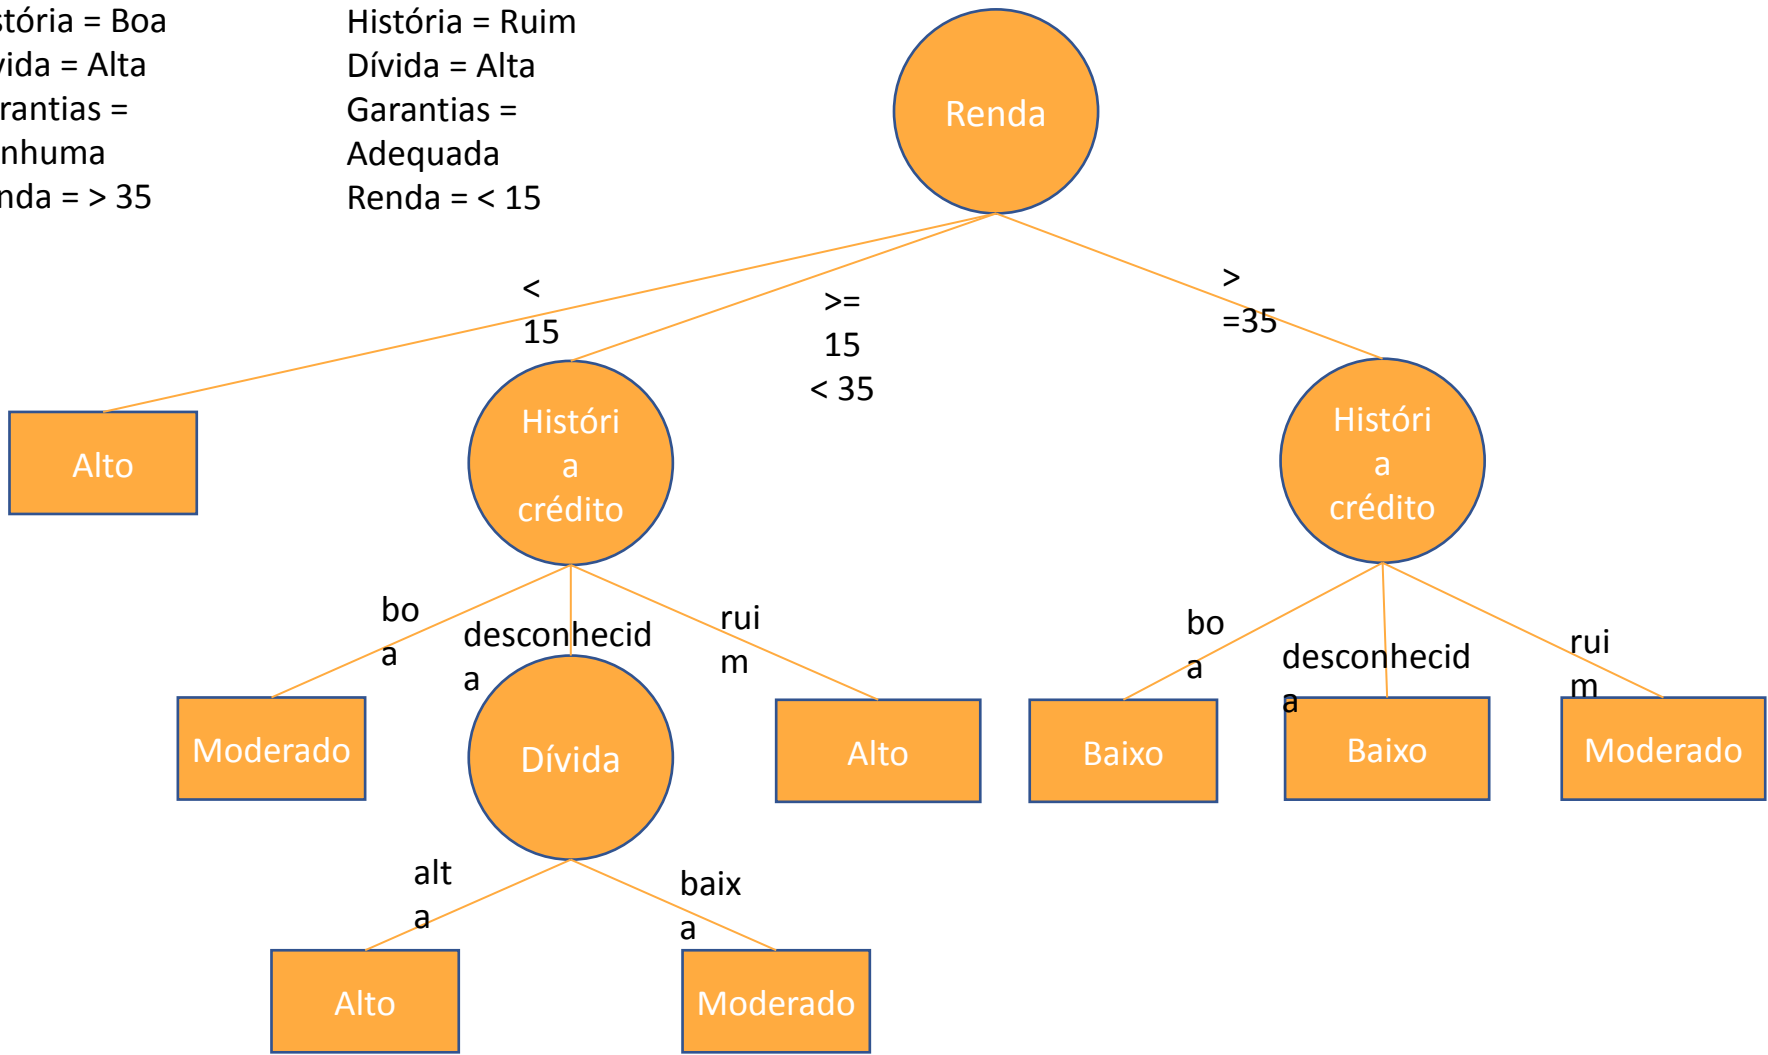 stória = Boa
vida = Alta
rantias =
nhuma
nda = > 35
História = Ruim
Dívida = Alta
Garantias =
Adequada
Renda = < 15
Renda
<
15
>=
15
< 35
>
=35
Alto
Históri
a
crédito
Históri
a
crédito
bo
a
desconhecid
a
rui
m
bo
a
desconhecid
a
rui
m
Moderado
Dívida
Alto
Baixo
Baixo
Moderado
alt
a
baix
a
Alto
Moderado